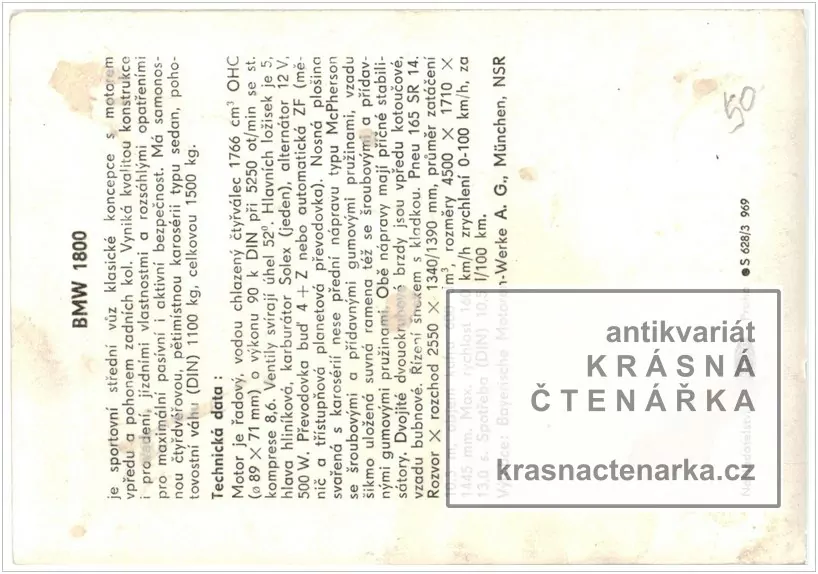 BMW 1800
je sportovní střední vůz klasické koncepce s motorem
vpředu a pohonem zadních kol. Vyniká kvalitou konstrukce
i provedení, jízdními vlastnostmi a rozsáhlými opatřeními
pro maximální pasívní i aktivní bezpečnost. Má samonos-
nou čtyřdvéřovou, pětimístnou karosérii typu sedan, poho-
tovostní váhu (DIN) 1100 kg, celkovou 1500 kg.
Technická data :
Motor je řadový, vodou chlazený čtyřválec 1766 cm³ OHC
(ø 89 × 71 mm) o výkonu 90 k DIN při 5250 ot/min se st.
komprese 8,6. Ventily svírají úhel 52°. Hlavních ložisek je 5,
hlava hliníková, karburátor Solex (jeden), alternátor 12 V,
500 W. Převodovka buď 4 + Z nebo automatická ZF (mě-
nič a třístupňová planetová převodovka). Nosná plošina
svařená s karosérií nese přední nápravu typu McPherson
se šroubovými a přídavnými gumovými pružinami, vzadu
šikmo uložená suvná ramena též se šroubovými a přídav-
nými gumovými pružinami. Obě nápravy mají příčné stabili-
sátory. Dvojité dvouokruhové brzdy jsou vpředu kotoučové,
vzadu bubnové. Řízení šnekem s kladkou. Pneu 165 SR 14.
Rozvor × rozchod 2550 × 1340/1390 mm, průměr zatáčení
m³, rozměry 4500 × 1710 ×
1445 mm. Max. rychlost km/h zrychlení 0-100 km/h, za
13,0 s. Spotřeba (DIN) 10,5 l/100 km.
Výrobce: Bayerische Motoren-Werke A. G., München, NSR
S 628/3 969
50
antikvariát
KRÁSNÁ
ČTENÁŘKA
krasnactenarka.cz